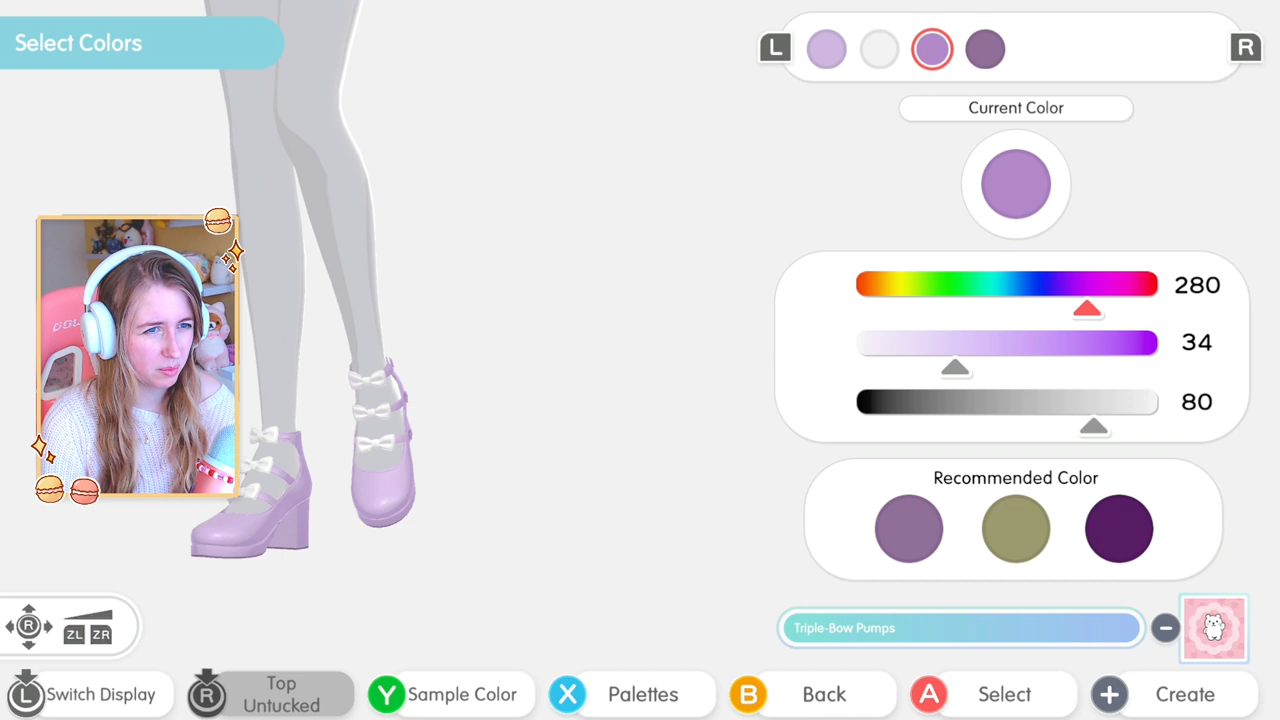 Select Colors
L
R
Current Color
280
34
80
Recommended Color
R
ZL ZR
Triple-Bow Pumps
L Switch Display
R Top Untucked
Y Sample Color
X Palettes
B Back
A Select
Create